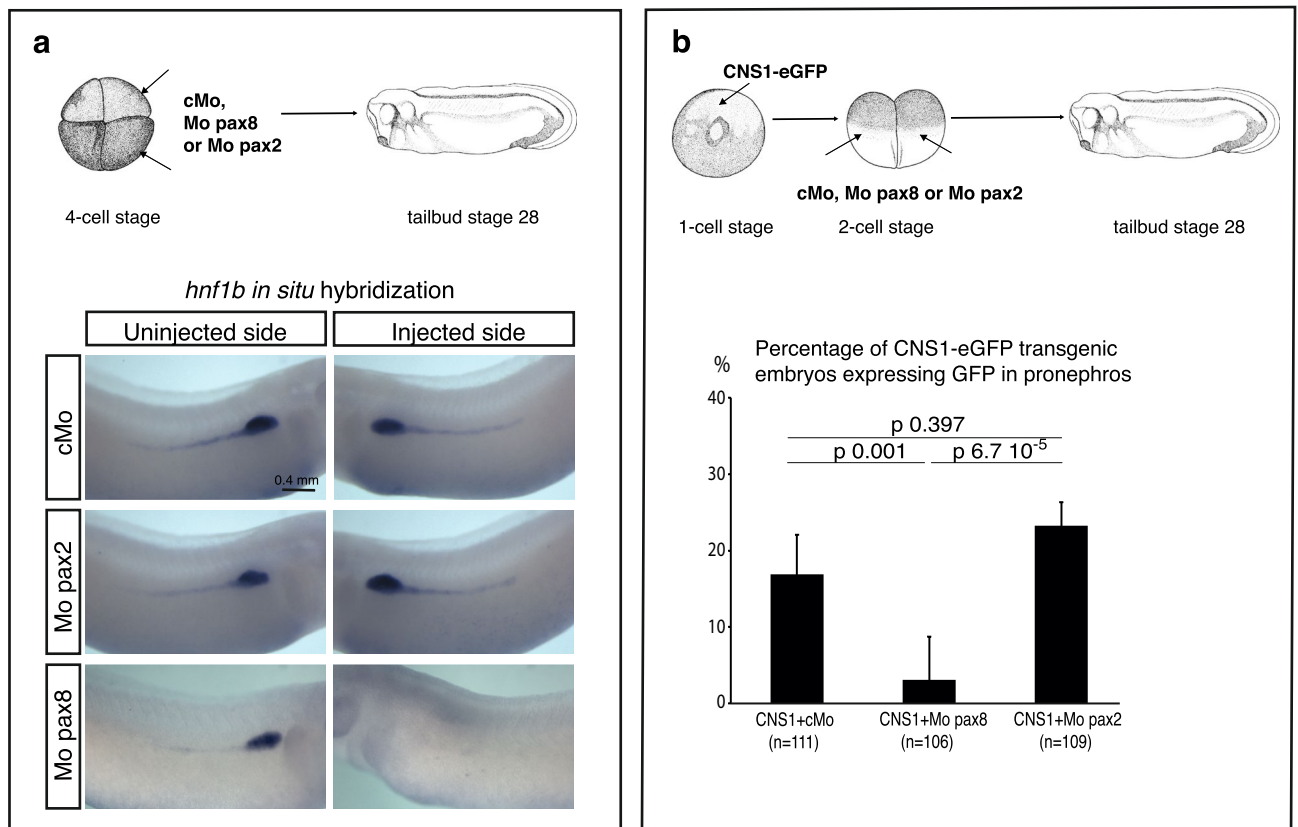 a
cMo,
Mo pax8
or Mo pax2
4-cell stage
tailbud stage 28
hnf1b in situ hybridization
Uninjected side
Injected side
cMo
0.4 mm
Mo pax2
Mo pax8
b
CNS1-eGFP
cMo, Mo pax8 or Mo pax2
1-cell stage
2-cell stage
tailbud stage 28
Percentage of CNS1-eGFP transgenic
embryos expressing GFP in pronephros
%
40
30
20
10
0
p 0.397
p 0.001
p 6.7 10-5
CNS1+cMo
(n=111)
CNS1+Mo pax8
(n=106)
CNS1+Mo pax2
(n=109)